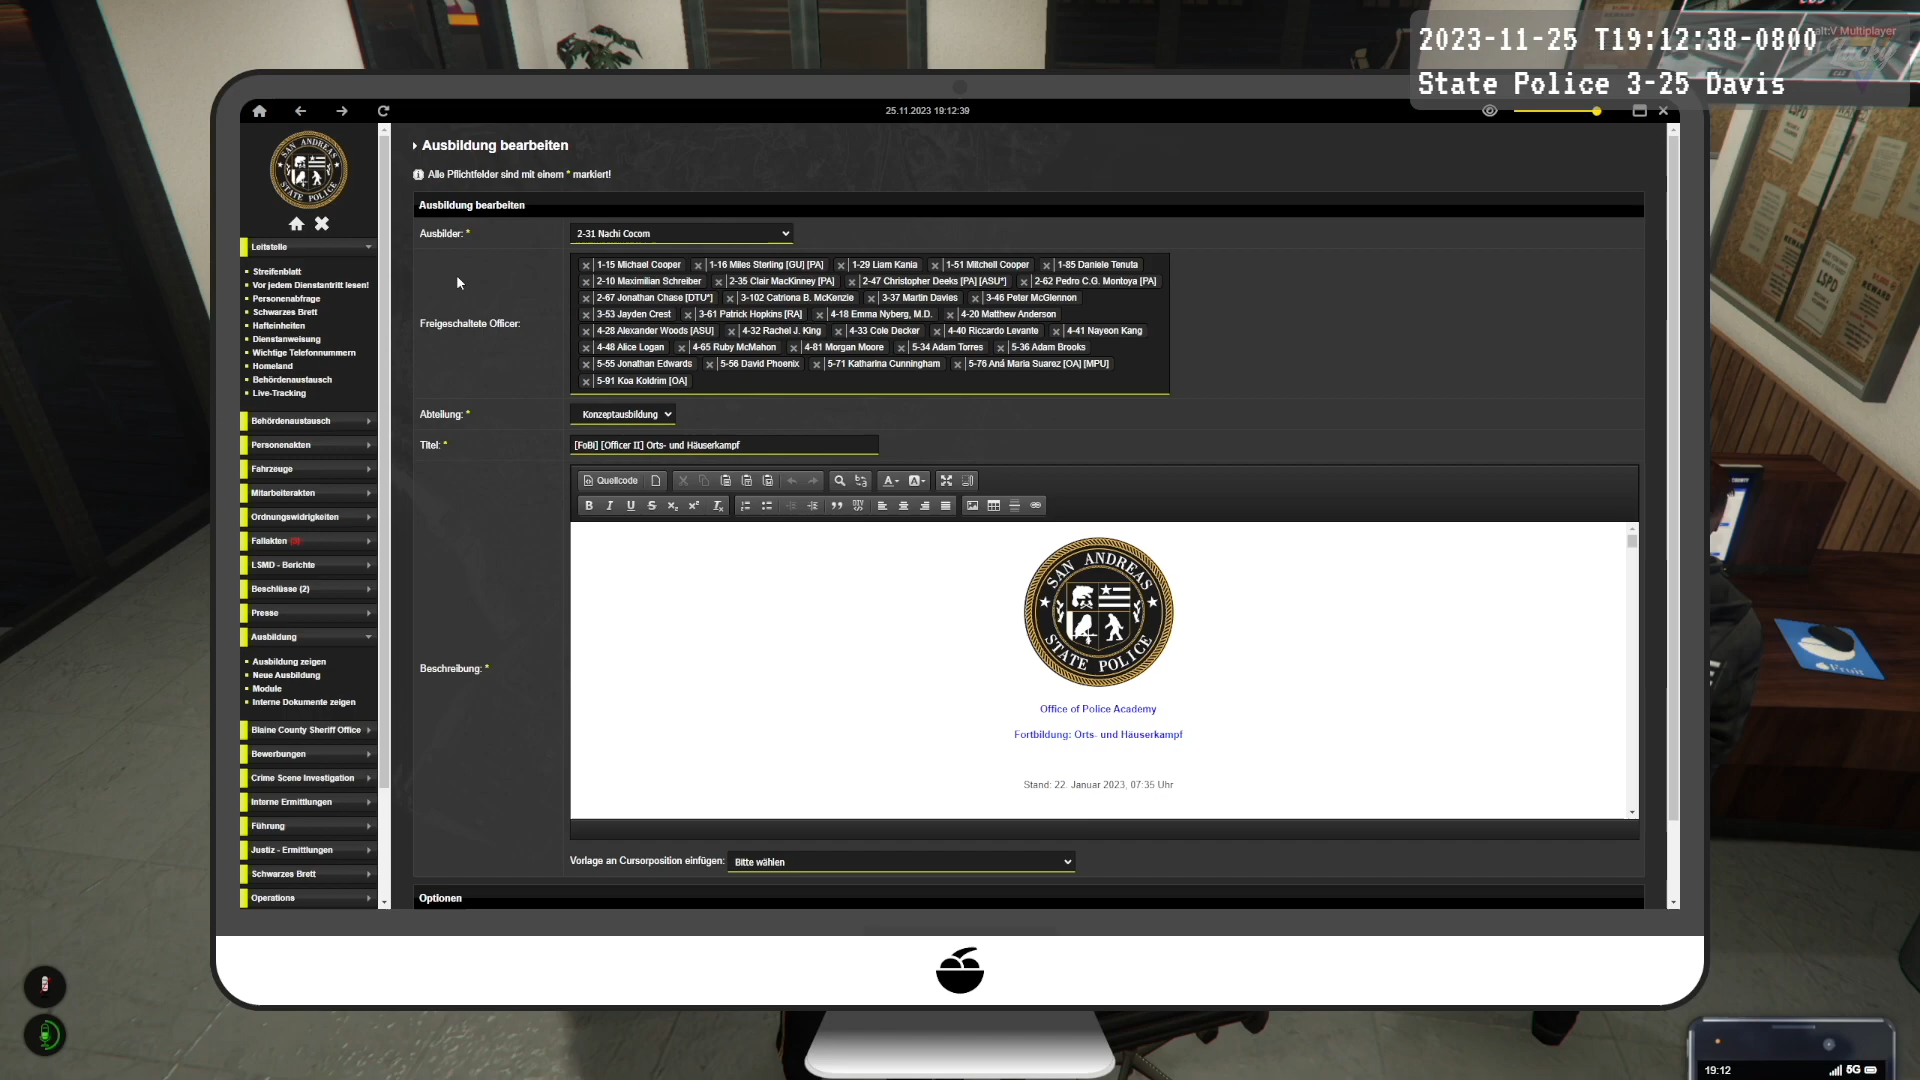 2023-11-25 T19:12:38-0800
alt:V Multiplayer
State Police 3-25 Davis
25.11.2023 19:12:39
SAN ANDREAS
STATE POLICE
Leitstelle
Streifenblatt
Vor jedem Dienstantritt lesen!
Personenabfrage
Schwarzes Brett
Hafteinheiten
Dienstanweisung
Wichtige Telefonnummern
Homeland
Behördenaustausch
Live-Tracking
Behördenaustausch
Personenakten
Fahrzeuge
Mitarbeiterakten
Ordnungswidrigkeiten
Fallakten
LSMD - Berichte
Beschlüsse (2)
Presse
Ausbildung
Ausbildung zeigen
Neue Ausbildung
Module
Interne Dokumente zeigen
Blaine County Sheriff Office
Bewerbungen
Crime Scene Investigation
Interne Ermittlungen
Führung
Justiz - Ermittlungen
Schwarzes Brett
Operations
Ausbildung bearbeiten
Alle Pflichtfelder sind mit einem * markiert!
Ausbildung bearbeiten
Ausbilder: *
2-31 Nachi Cocom
Freigeschaltete Officer:
1-15 Michael Cooper 1-16 Miles Sterling [GU] [PA] 1-29 Liam Kania 1-51 Mitchell Cooper 1-85 Daniele Tenuta
2-10 Maximilian Schreiber 2-35 Clair MacKinney [PA] 2-47 Christopher Deeks [PA] [ASU*] 2-62 Pedro C.G. Montoya [PA]
2-67 Jonathan Chase [DTU*] 3-102 Catriona B. McKenzie 3-37 Martin Davies 3-46 Peter McGlennon
3-53 Jayden Crest 3-61 Patrick Hopkins [RA] 4-18 Emma Nyberg, M.D. 4-20 Matthew Anderson
4-28 Alexander Woods [ASU] 4-32 Rachel J. King 4-33 Cole Decker 4-40 Riccardo Levante 4-41 Nayeon Kang
4-48 Alice Logan 4-65 Ruby McMahon 4-81 Morgan Moore 5-34 Adam Torres 5-36 Adam Brooks
5-55 Jonathan Edwards 5-56 David Phoenix 5-71 Katharina Cunningham 5-76 Aná Maria Suarez [OA] [MPU]
5-91 Koa Koldrim [OA]
Abteilung: *
Konzeptausbildung
Titel: *
[FoBi] [Officer II] Orts- und Häuserkampf
Beschreibung: *
Quellcode
SAN ANDREAS
STATE POLICE
Office of Police Academy
Fortbildung: Orts- und Häuserkampf
Stand: 22. Januar 2023, 07:35 Uhr
Vorlage an Cursorposition einfügen:
Bitte wählen
Optionen
LSPD
REWARD
Fruit
19:12
5G